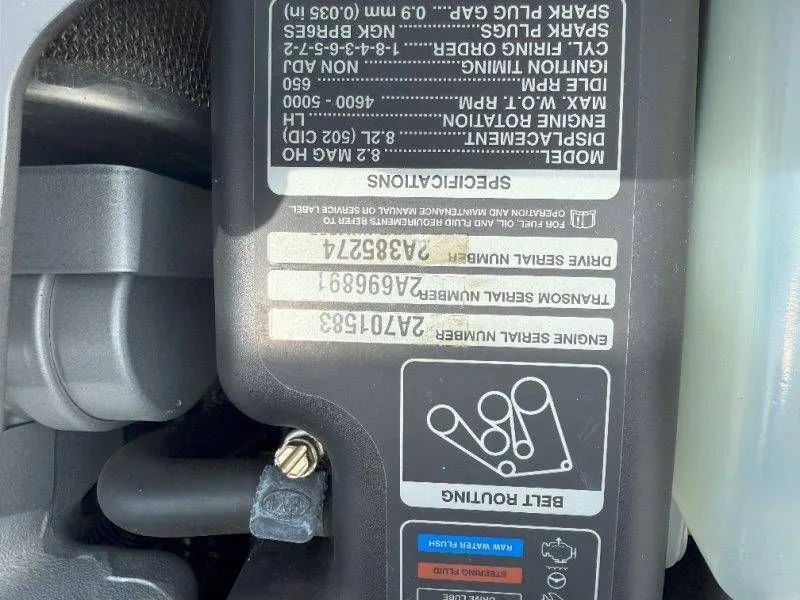 DRIVE LUBE
STEERING FLUID
RAW WATER FLUSH
BELT ROUTING
ENGINE SERIAL NUMBER 2A701583
TRANSOM SERIAL NUMBER 2A696891
DRIVE SERIAL NUMBER 2A385274
FOR FUEL, OIL, AND FLUID REQUIREMENTS REFER TO
OPERATION AND MAINTENANCE MANUAL OR SERVICE LABEL.
SPECIFICATIONS
MODEL .......... 8.2 MAG HO
DISPLACEMENT .......... 8.2L (502 CID)
ENGINE ROTATION .......... LH
MAX. W.O.T. RPM .......... 4600 - 5000
IDLE RPM .......... 650
IGNITION TIMING .......... NON ADJ
CYL. FIRING ORDER .......... 1-8-4-3-6-5-7-2
SPARK PLUGS .......... NGK BPR6ES
SPARK PLUG GAP .......... 0.9 mm (0.035 in)